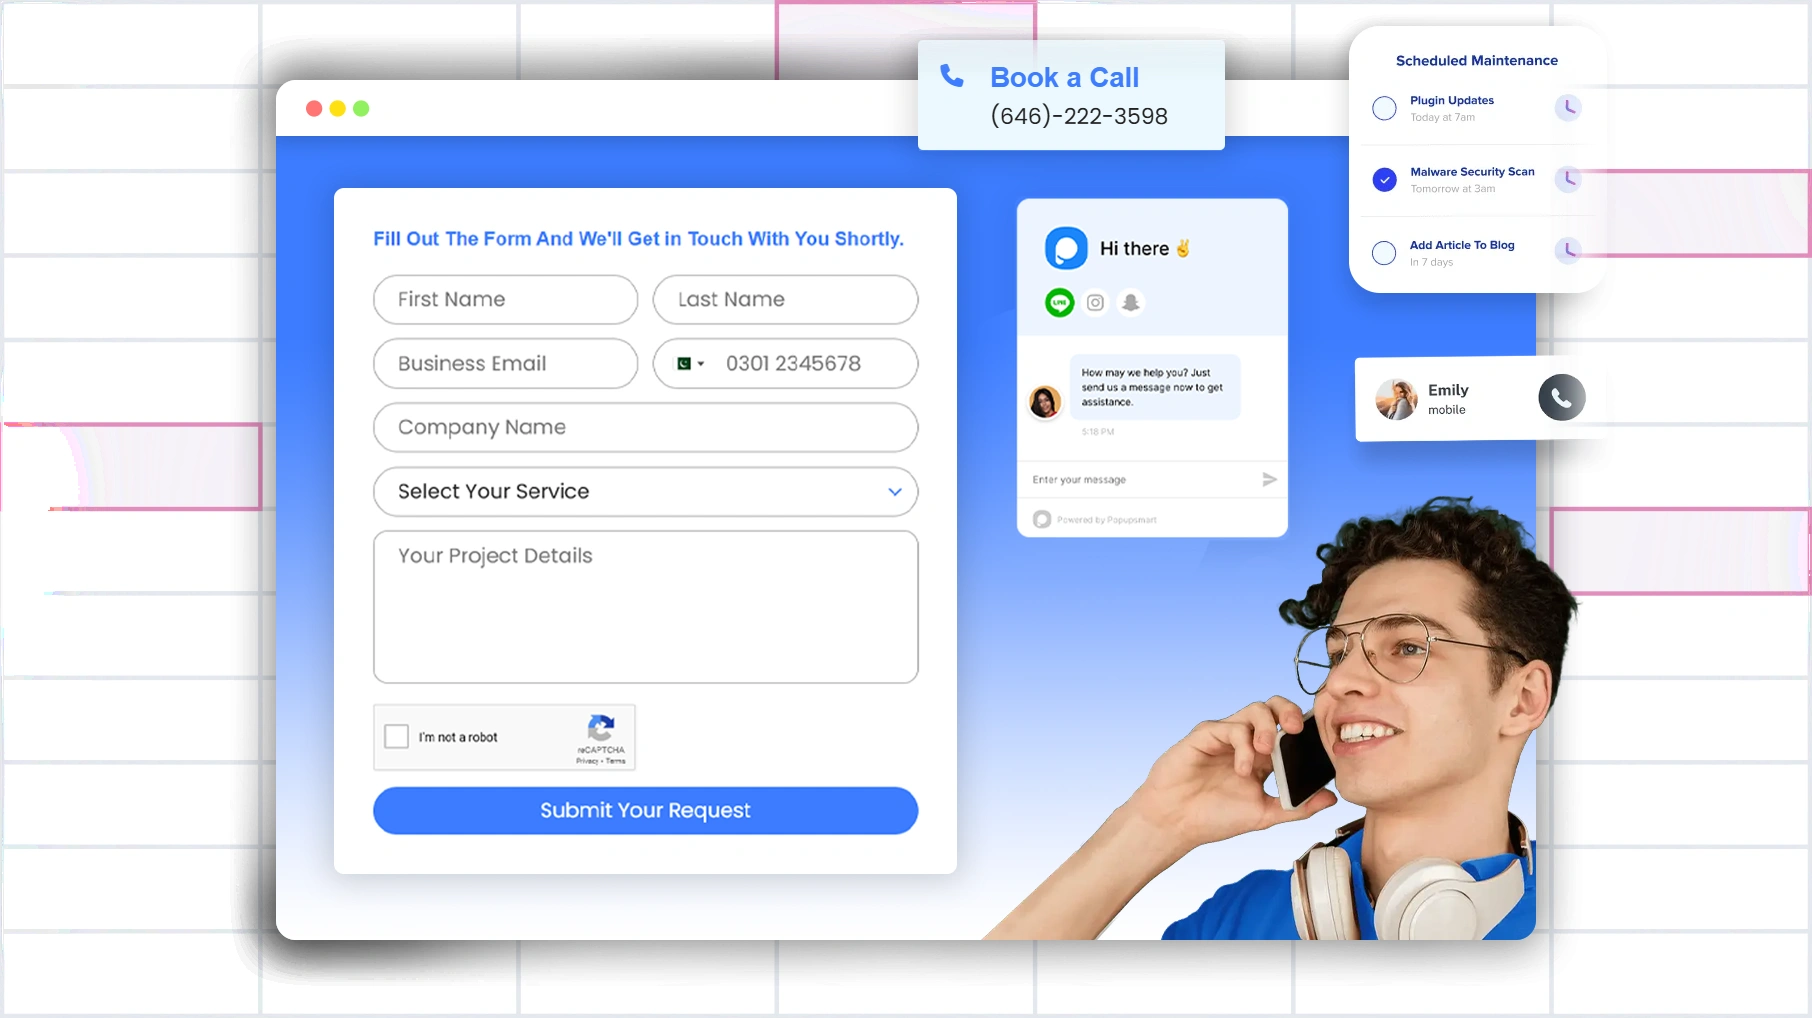 Book a Call
(646)-222-3598
Scheduled Maintenance
Plugin Updates
Today at 7am
Malware Security Scan
Tomorrow at 3am
Add Article To Blog
In 7 days
Fill Out The Form And We'll Get in Touch With You Shortly.
First Name
Last Name
Business Email
0301 2345678
Company Name
Select Your Service
Your Project Details
I'm not a robot
reCAPTCHA
Privacy - Terms
Submit Your Request
Hi there ✌
LINE
How may we help you? Just
send us a message now to get
assistance.
5:18 PM
Enter your message
Powered by Popupsmart
Emily
mobile